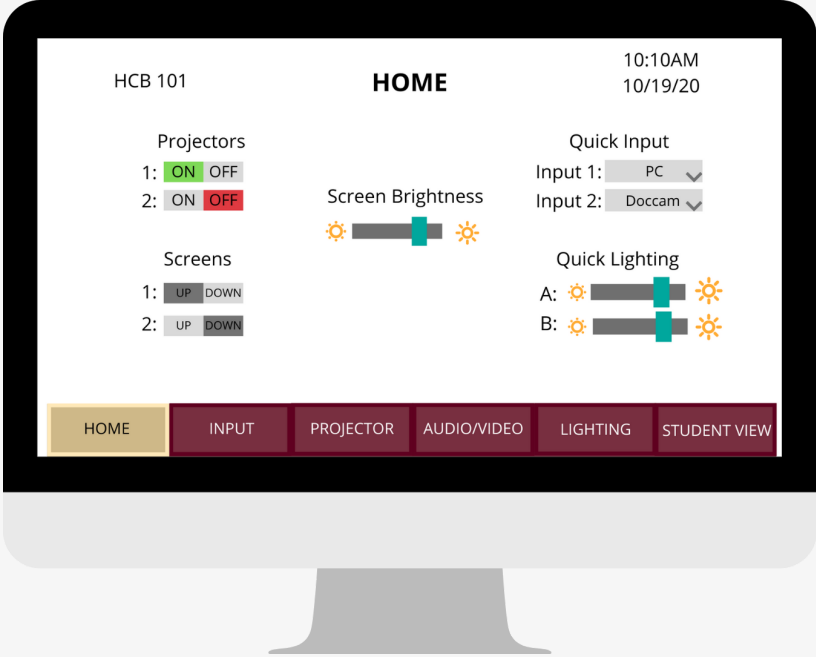 HCB 101
HOME
10:10AM
10/19/20
Projectors
1: ON OFF
2: ON OFF
Screens
1: UP DOWN
2: UP DOWN
Screen Brightness
Quick Input
Input 1: PC
Input 2: Doccam
Quick Lighting
A:
B:
HOME INPUT PROJECTOR AUDIO/VIDEO LIGHTING STUDENT VIEW